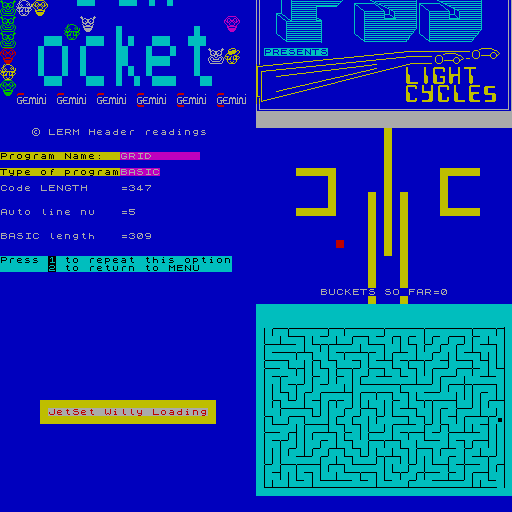 ocket
GEMINI GEMINI GEMINI GEMINI GEMINI GEMINI
© LERM Header readings
Program Name: GRID
Type of program BASIC
Code LENGTH =347
Auto line nu =5
BASIC length =309
Press 1 to repeat this option
2 to return to MENU
JetSet Willy Loading
PRESENTS
LIGHT
CYCLES
BUCKETS SO FAR=0